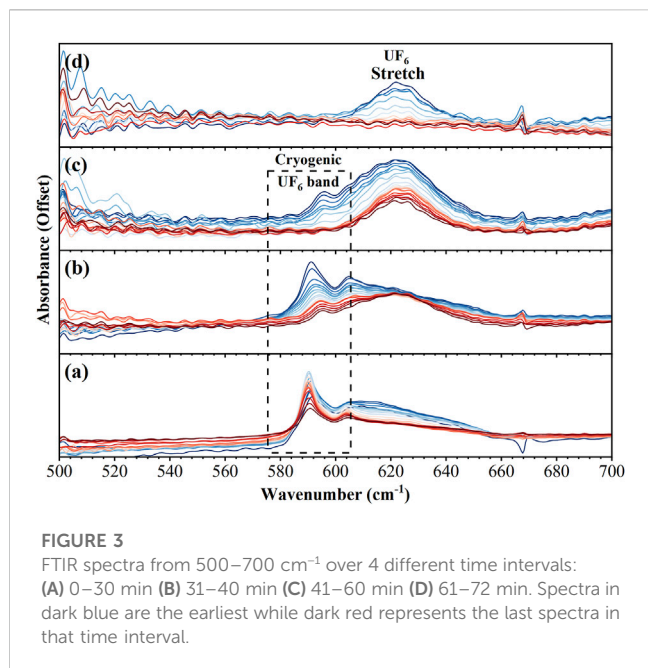 (d)
UF6
Stretch
(c)
Cryogenic
UF6 band
(b)
(a)
Absorbance (Offset)
500 520 540 560 580 600 620 640 660 680 700
Wavenumber (cm-1)
FIGURE 3
FTIR spectra from 500–700 cm−1 over 4 different time intervals:
(A) 0–30 min (B) 31–40 min (C) 41–60 min (D) 61–72 min. Spectra in
dark blue are the earliest while dark red represents the last spectra in
that time interval.